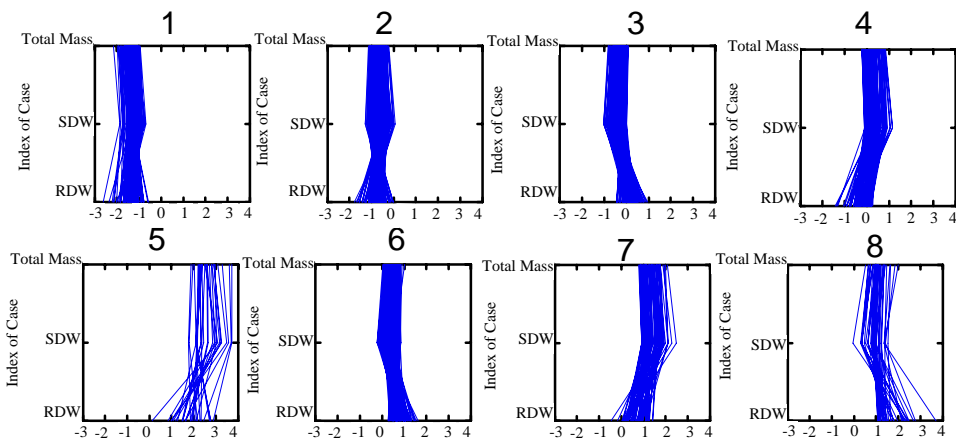 1
2
3
4
Total Mass
Total Mass
Total Mass
Total Mass
Index of Case
Index of Case
Index of Case
Index of Case
SDW
SDW
SDW
SDW
RDW
RDW
RDW
RDW
-3 -2 -1 0 1 2 3 4
-3 -2 -1 0 1 2 3 4
-3 -2 -1 0 1 2 3 4
-3 -2 -1 0 1 2 3 4
5
6
7
8
Total Mass
Total Mass
Total Mass
Total Mass
Index of Case
Index of Case
Index of Case
Index of Case
SDW
SDW
SDW
SDW
RDW
RDW
RDW
RDW
-3 -2 -1 0 1 2 3 4
-3 -2 -1 0 1 2 3 4
-3 -2 -1 0 1 2 3 4
-3 -2 -1 0 1 2 3 4